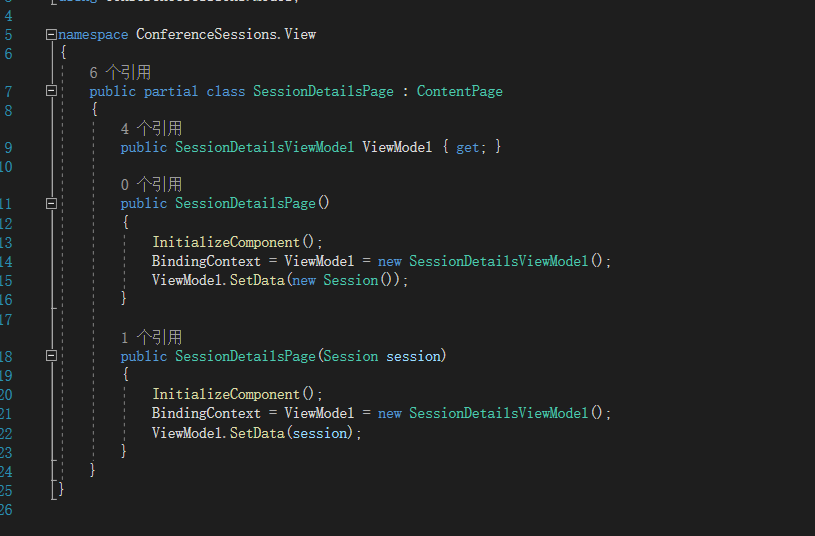 4
5 namespace ConferenceSessions.View
6 {
6 个引用
7 public partial class SessionDetailsPage : ContentPage
8 {
4 个引用
9 public SessionDetailsViewModel ViewModel { get; }
10
0 个引用
11 public SessionDetailsPage()
12 {
13 InitializeComponent();
14 BindingContext = ViewModel = new SessionDetailsViewModel();
15 ViewModel.SetData(new Session());
16 }
17
1 个引用
18 public SessionDetailsPage(Session session)
19 {
20 InitializeComponent();
21 BindingContext = ViewModel = new SessionDetailsViewModel();
22 ViewModel.SetData(session);
23 }
24 }
25 }
26